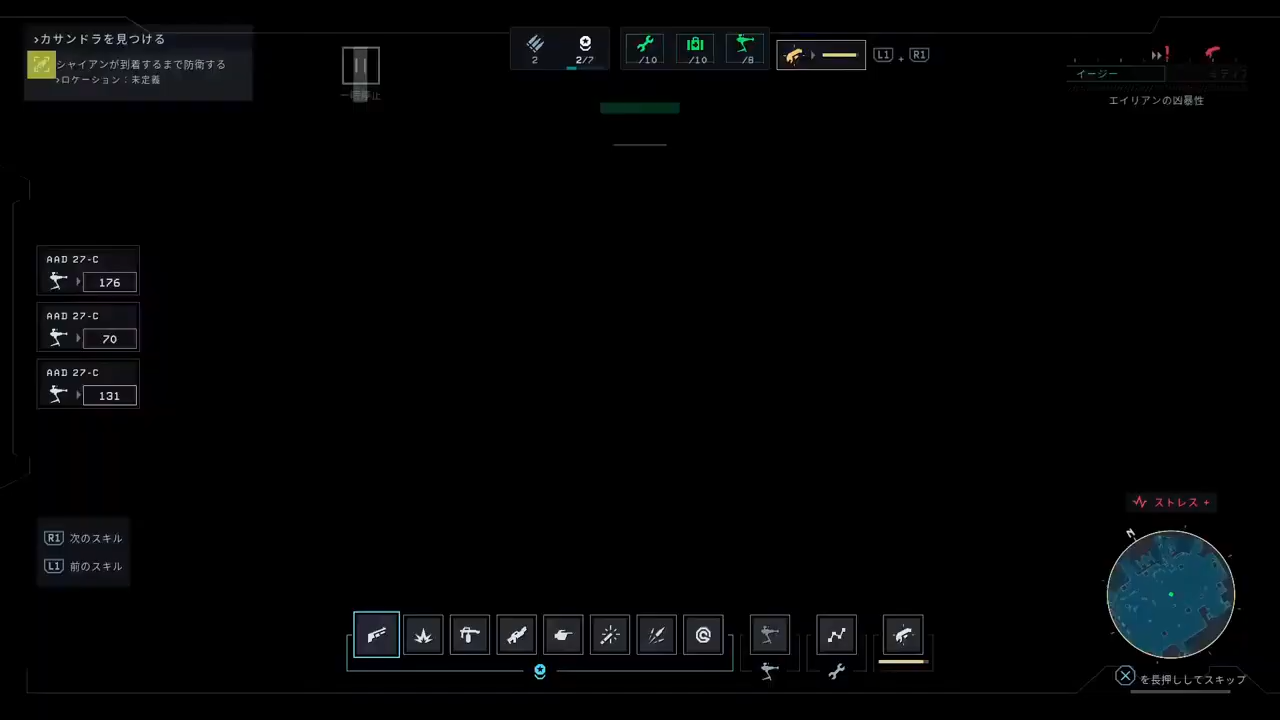 ›カサンドラを見つける
シャイアンが到着するまで防衛する
›ロケーション：未定義
一時停止
2
2/7
/10
/10
/8
L1 + R1
イージー
エイリアンの凶暴性
AAD 27-C
176
AAD 27-C
70
AAD 27-C
131
R1 次のスキル
L1 前のスキル
ストレス +
を長押ししてスキップ